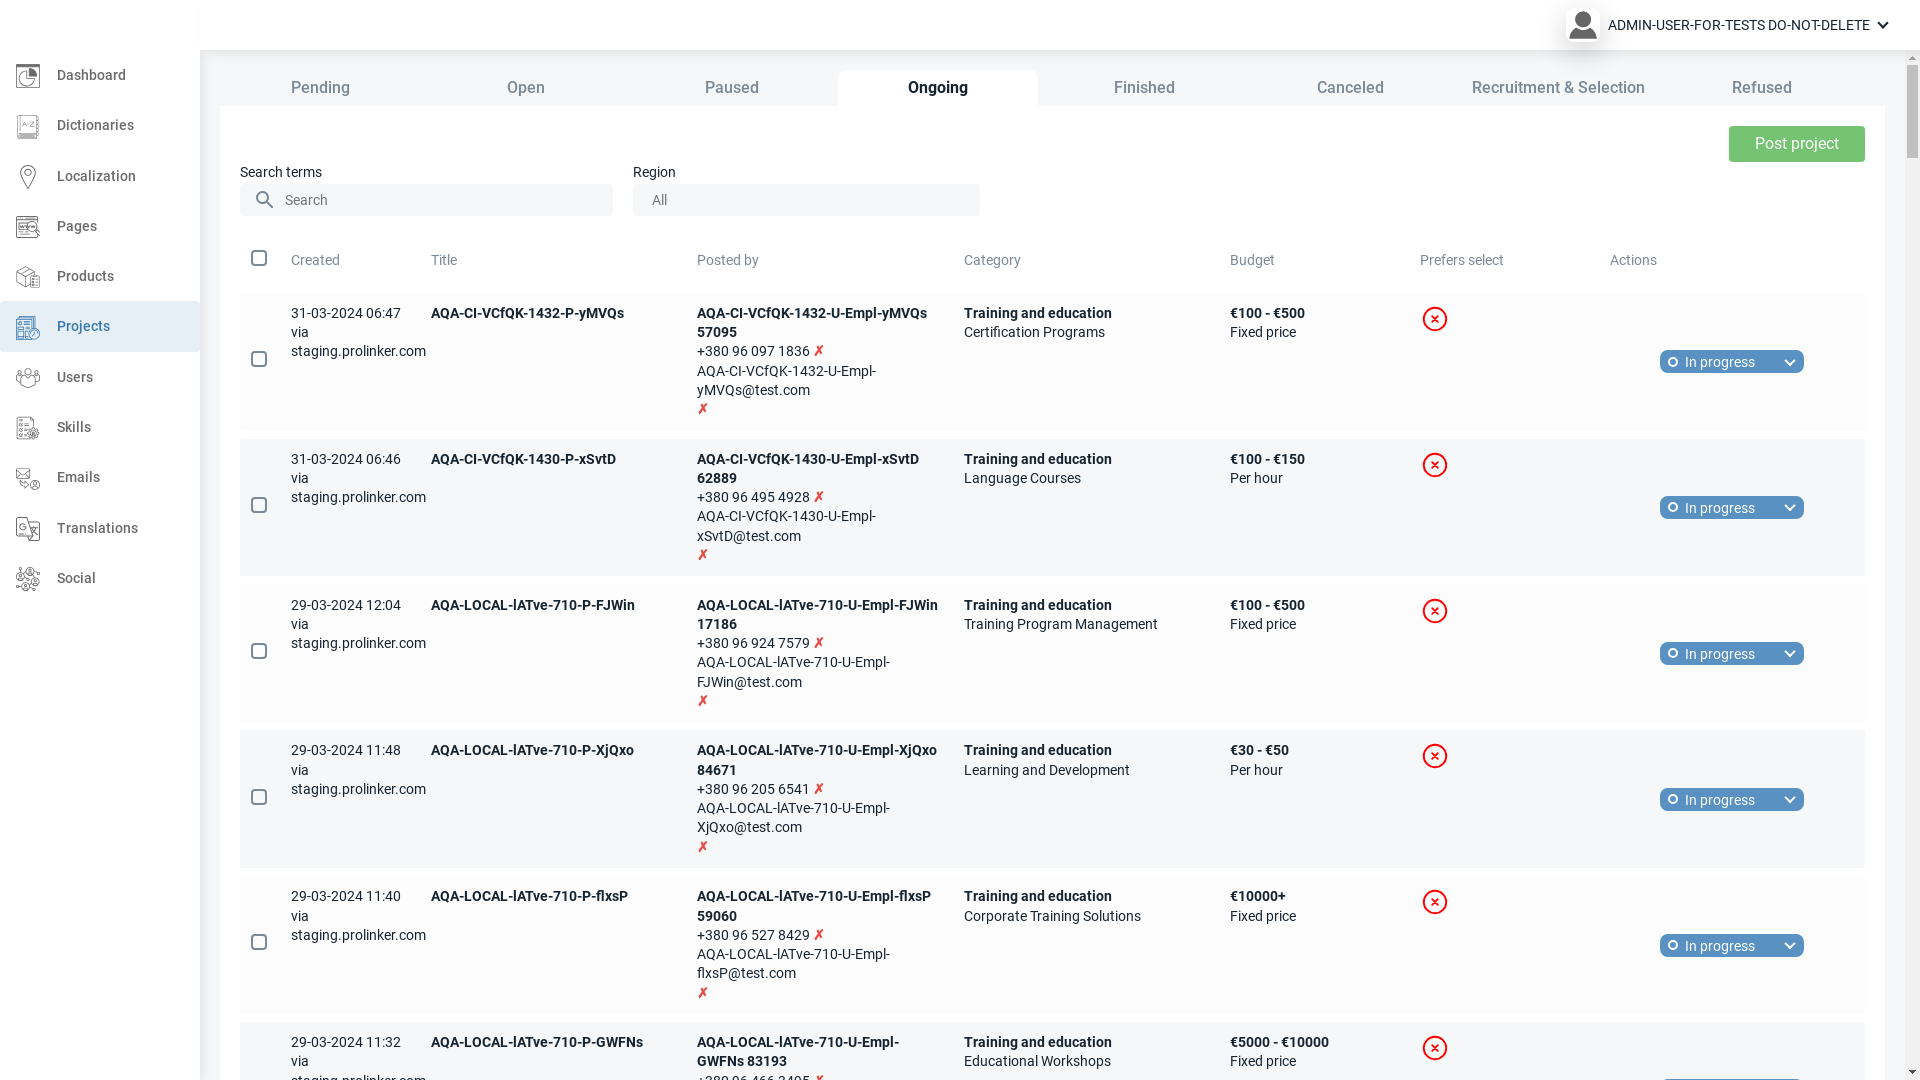 ADMIN-USER-FOR-TESTS DO-NOT-DELETE
Dashboard
Dictionaries
Localization
Pages
Products
Projects
Users
Skills
Emails
Translations
Social
Pending Open Paused Ongoing Finished Canceled Recruitment & Selection Refused
Post project
Search terms Region
Search All
Created Title Posted by Category Budget Prefers select Actions
31-03-2024 06:47
via
staging.prolinker.com
AQA-CI-VCfQK-1432-P-yMVQs
AQA-CI-VCfQK-1432-U-Empl-yMVQs
57095
+380 96 097 1836 ✗
AQA-CI-VCfQK-1432-U-Empl-
yMVQs@test.com
✗
Training and education
Certification Programs
€100 - €500
Fixed price
In progress
31-03-2024 06:46
via
staging.prolinker.com
AQA-CI-VCfQK-1430-P-xSvtD
AQA-CI-VCfQK-1430-U-Empl-xSvtD
62889
+380 96 495 4928 ✗
AQA-CI-VCfQK-1430-U-Empl-
xSvtD@test.com
✗
Training and education
Language Courses
€100 - €150
Per hour
In progress
29-03-2024 12:04
via
staging.prolinker.com
AQA-LOCAL-lATve-710-P-FJWin
AQA-LOCAL-lATve-710-U-Empl-FJWin
17186
+380 96 924 7579 ✗
AQA-LOCAL-lATve-710-U-Empl-
FJWin@test.com
✗
Training and education
Training Program Management
€100 - €500
Fixed price
In progress
29-03-2024 11:48
via
staging.prolinker.com
AQA-LOCAL-lATve-710-P-XjQxo
AQA-LOCAL-lATve-710-U-Empl-XjQxo
84671
+380 96 205 6541 ✗
AQA-LOCAL-lATve-710-U-Empl-
XjQxo@test.com
✗
Training and education
Learning and Development
€30 - €50
Per hour
In progress
29-03-2024 11:40
via
staging.prolinker.com
AQA-LOCAL-lATve-710-P-flxsP
AQA-LOCAL-lATve-710-U-Empl-flxsP
59060
+380 96 527 8429 ✗
AQA-LOCAL-lATve-710-U-Empl-
flxsP@test.com
✗
Training and education
Corporate Training Solutions
€10000+
Fixed price
In progress
29-03-2024 11:32
via
staging.prolinker.com
AQA-LOCAL-lATve-710-P-GWFNs
AQA-LOCAL-lATve-710-U-Empl-
GWFNs 83193
Training and education
Educational Workshops
€5000 - €10000
Fixed price